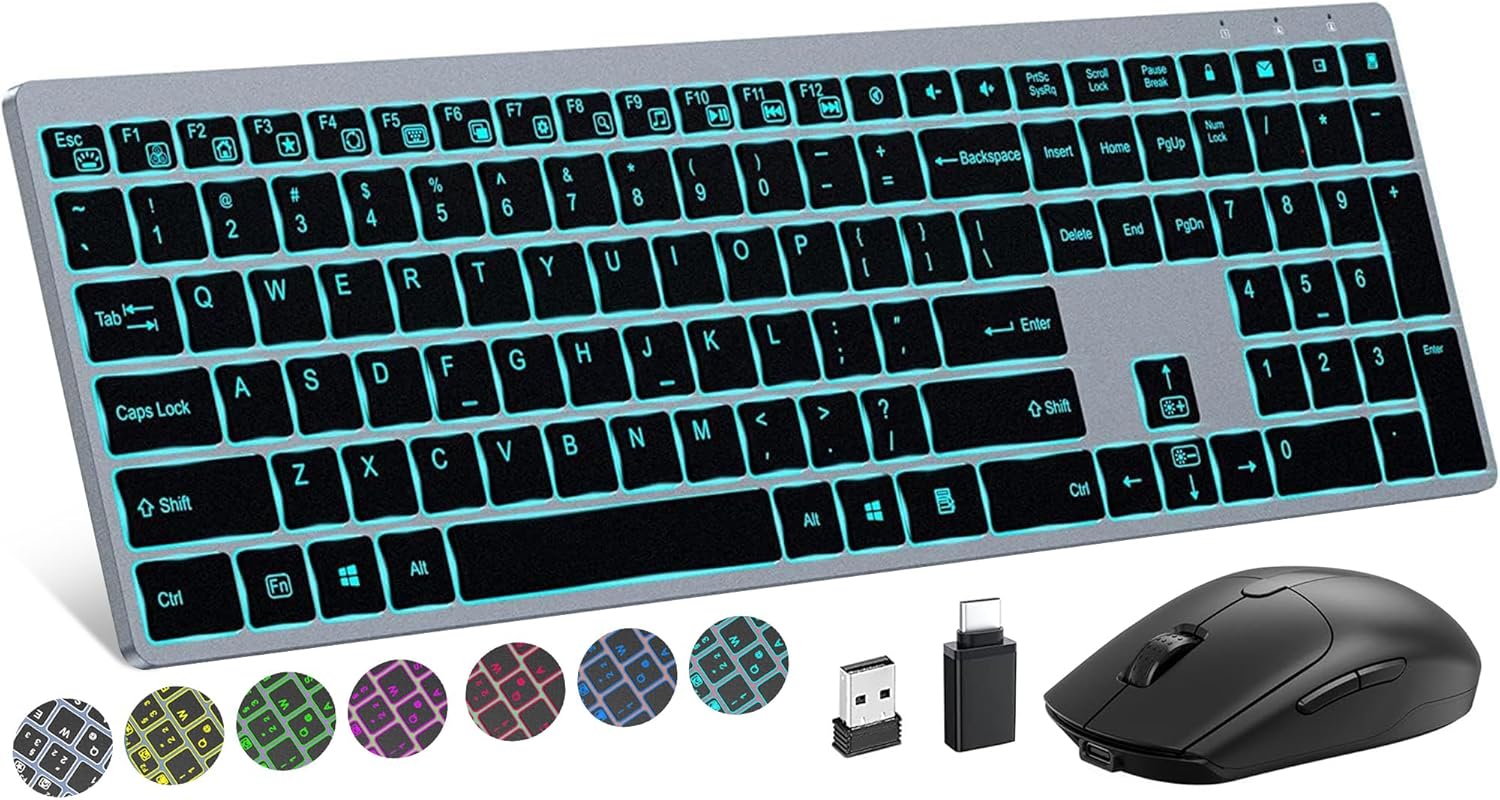 1 A
Esc F1 F2 F3 F4 F5 F6 F7 F8 F9 F10 F11 F12 PrtSc SysRq Scroll Lock Pause Break
~ ` ! 1 @ 2 # 3 $ 4 % 5 ^ 6 & 7 * 8 ( 9 ) 0 — - + = ←Backspace Insert Home PgUp Num Lock / * -
Tab Q W E R T Y U I O P { [ } ] | \ Delete End PgDn 7 8 9 +
Caps Lock A S D F G H J K L : ; " ' Enter 4 5 6
Shift Z X C V B N M < , > . ? / Shift ↑ 1 2 3 Enter
Ctrl Fn Alt Alt Ctrl ← ↓ → 0 .